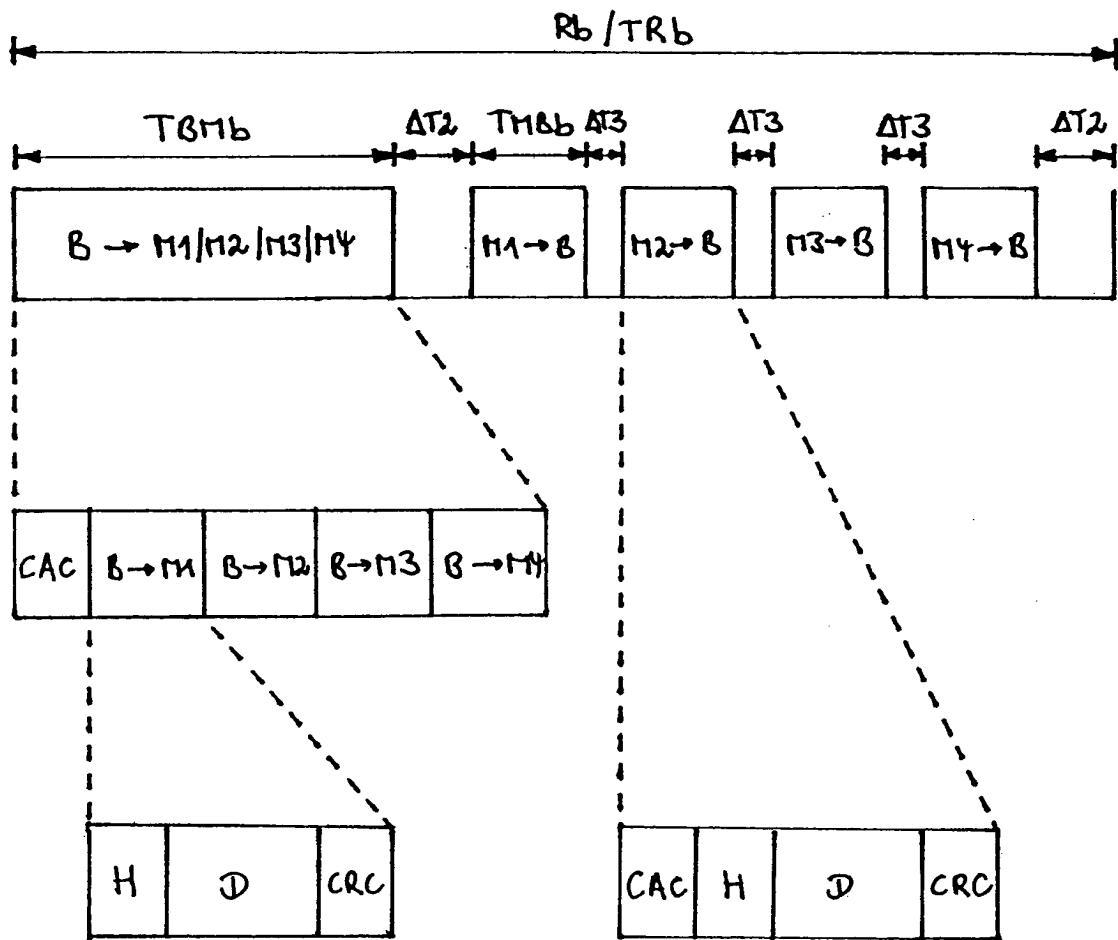 Rb/TRb
TBMb ΔT2 TMBb ΔT3 ΔT3 ΔT3 ΔT2
B → M1/M2/M3/M4 M1→B M2→B M3→B M4→B
CAC B→M1 B→M2 B→M3 B→M4
H D CRC CAC H D CRC